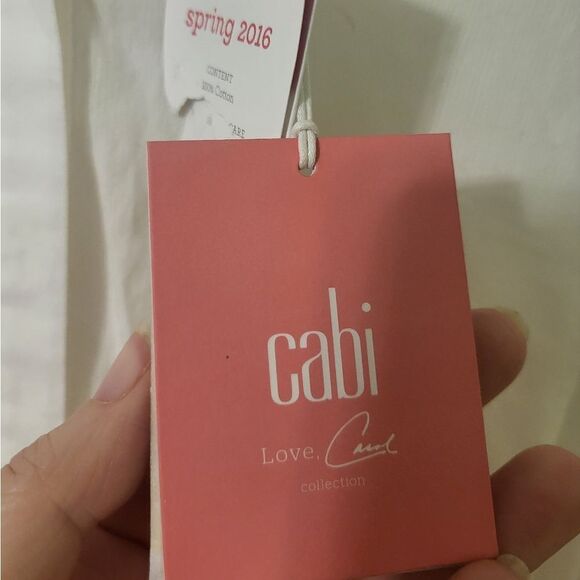 spring 2016
CONTENT
100% Cotton
CARE
cabi
Love, Carol
collection